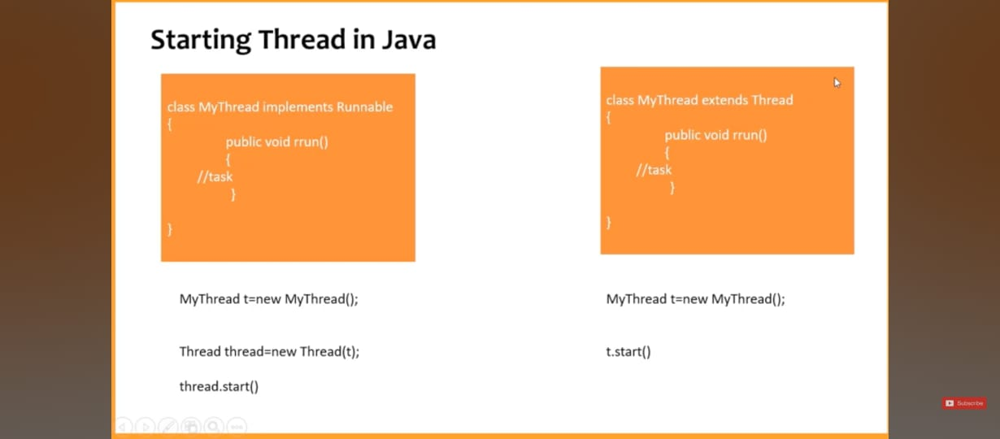 Starting Thread in Java
class MyThread implements Runnable
{
public void rrun()
{
//task
}
}
MyThread t=new MyThread();
Thread thread=new Thread(t);
thread.start()
class MyThread extends Thread
{
public void rrun()
{
//task
}
}
MyThread t=new MyThread();
t.start()
Subscribe